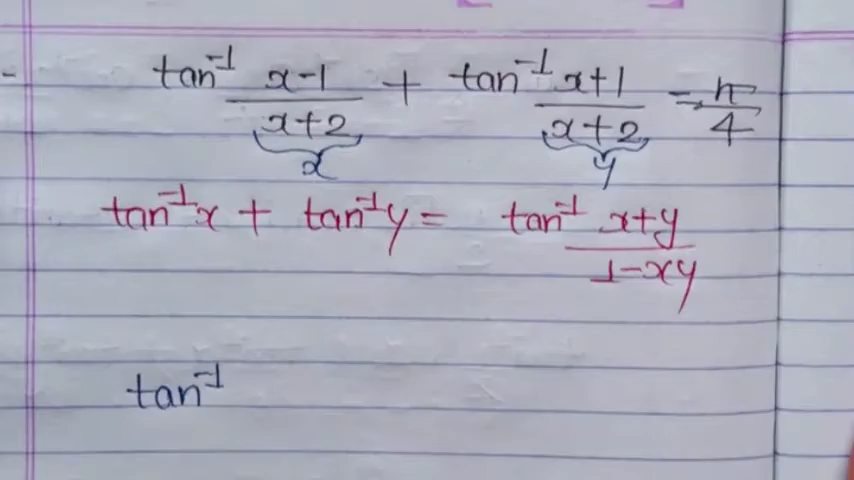 tan⁻¹ (x-1)/(x+2) + tan⁻¹ (x+1)/(x+2) = π/4
x y
tan⁻¹x + tan⁻¹y = tan⁻¹ (x+y)/(1-xy)
tan⁻¹